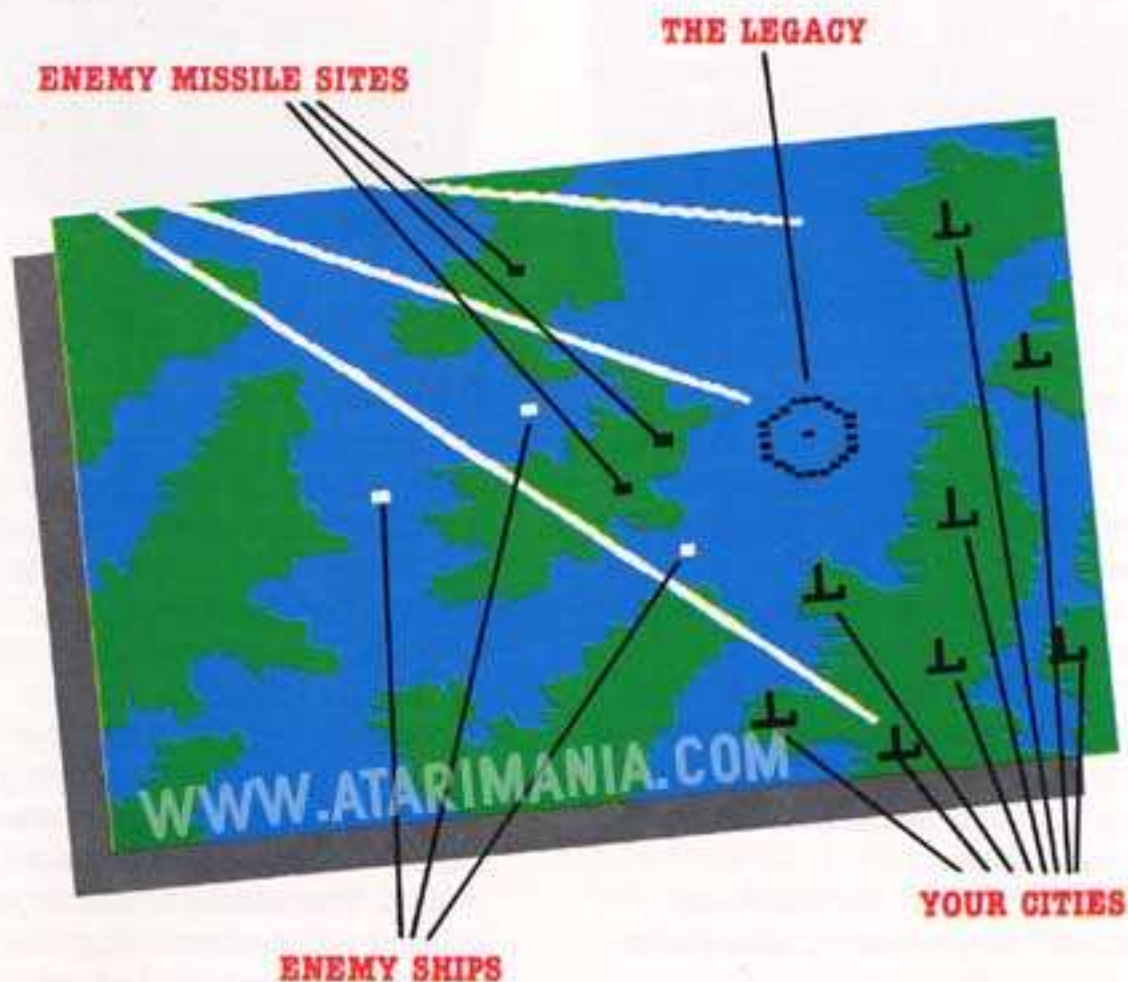 THE LEGACY
ENEMY MISSILE SITES
WWW.ATARIMANIA.COM
YOUR CITIES
ENEMY SHIPS